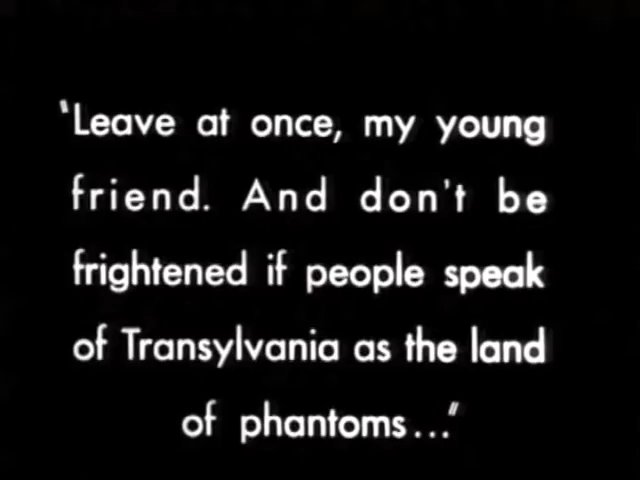 "Leave at once, my young
friend. And don't be
frightened if people speak
of Transylvania as the land
of phantoms..."